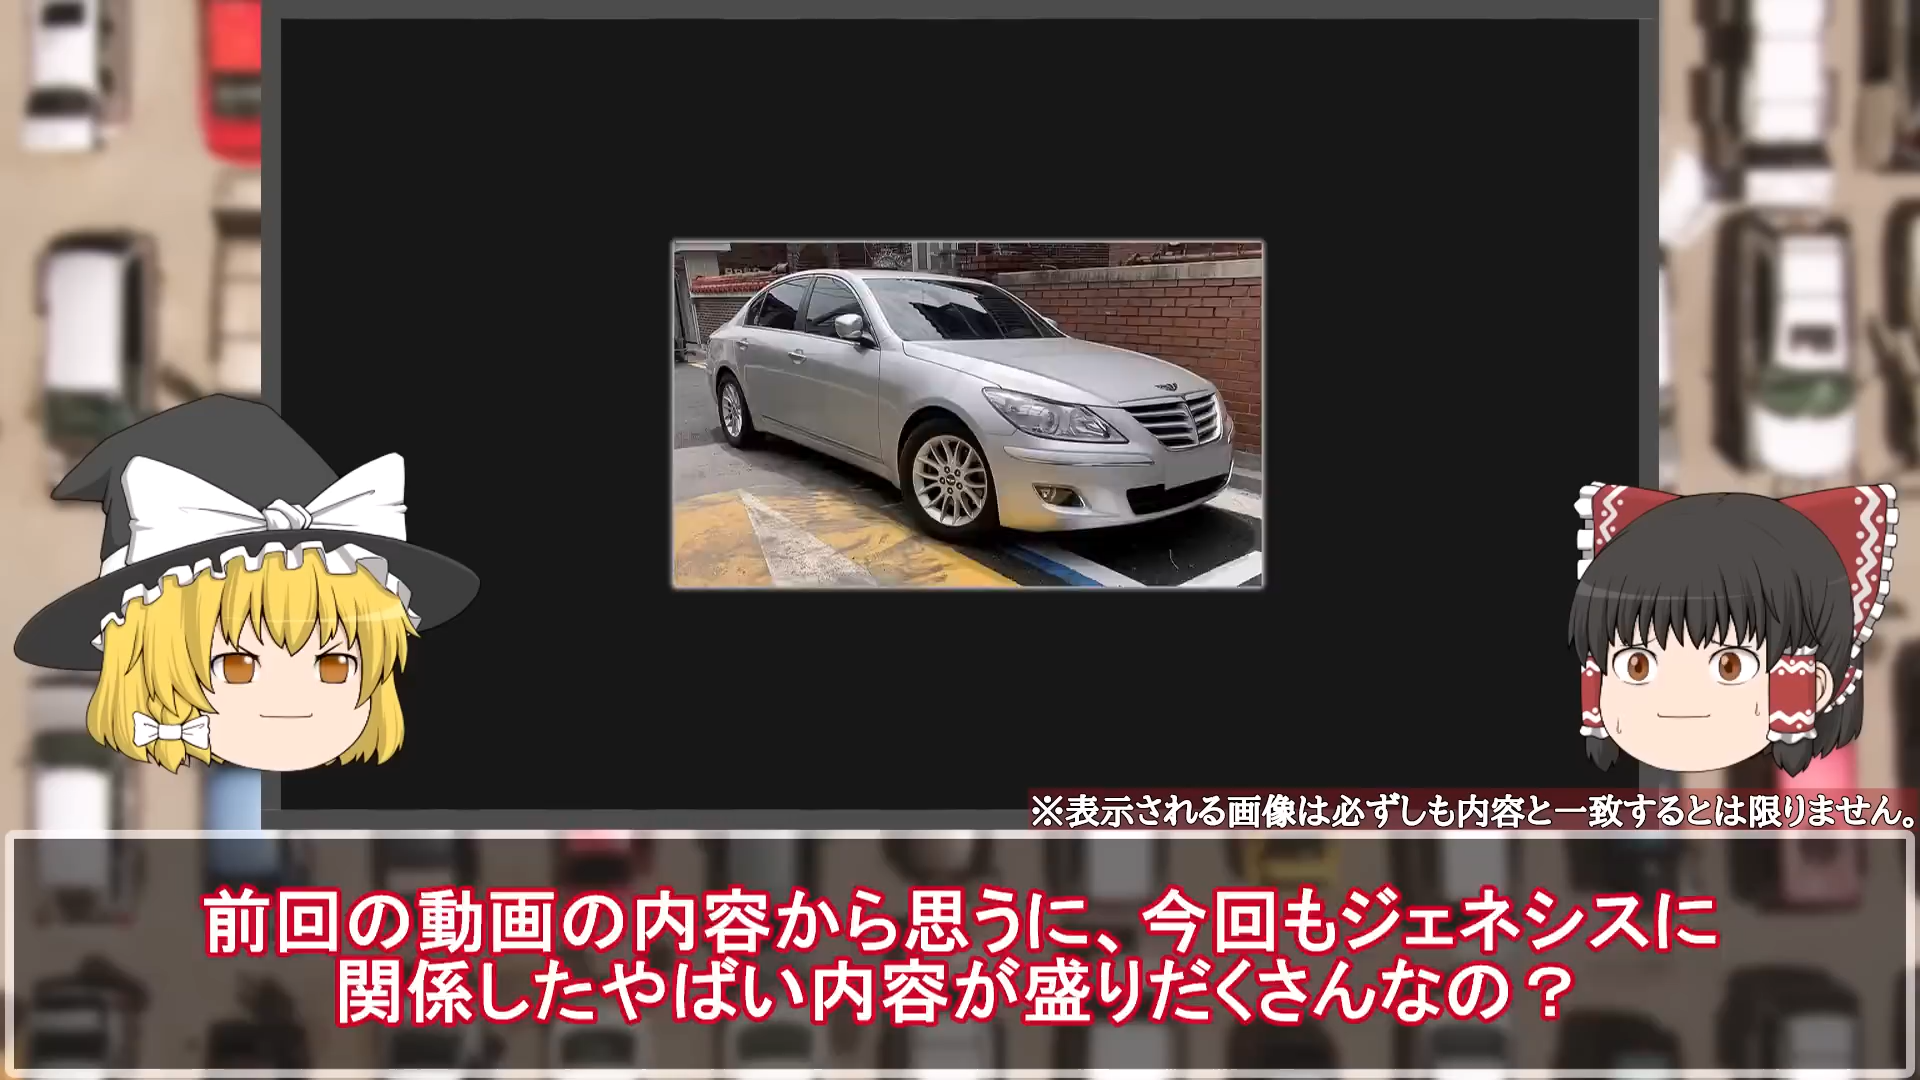 ※表示される画像は必ずしも内容と一致するとは限りません。
前回の動画の内容から思うに、今回もジェネシスに
関係したやばい内容が盛りだくさんなの？